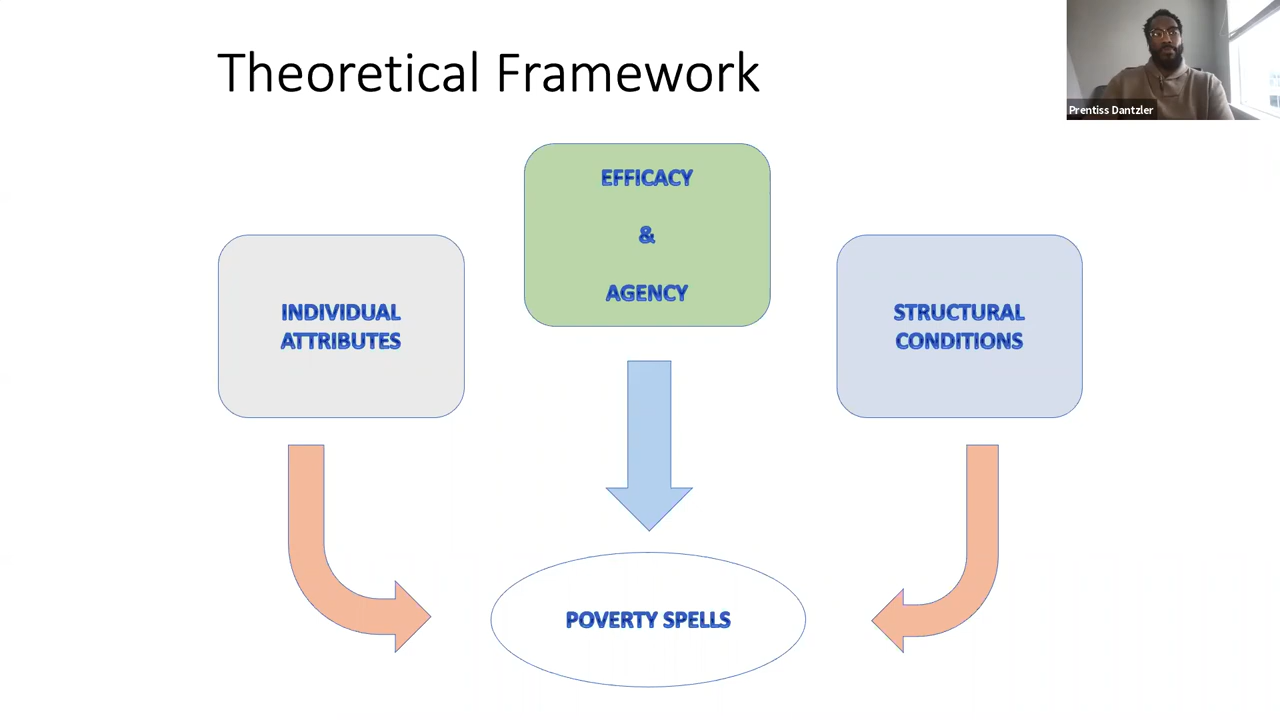 Theoretical Framework
Prentiss Dantzler
EFFICACY
&
AGENCY
INDIVIDUAL
ATTRIBUTES
STRUCTURAL
CONDITIONS
POVERTY SPELLS